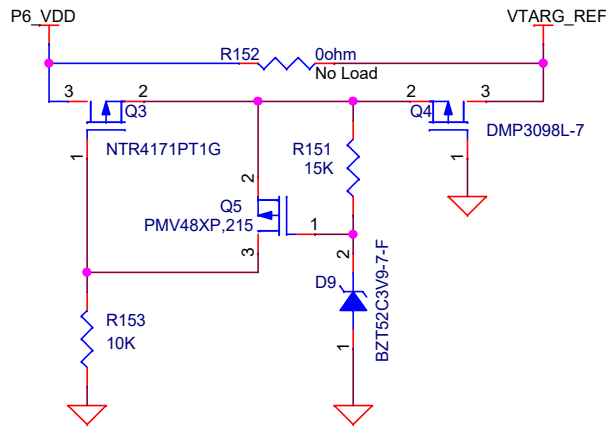 P6_VDD
VTARG_REF
R152
0ohm
No Load
3
2
2
3
Q3
Q4
NTR4171PT1G
DMP3098L-7
1
1
R151
15K
2
Q5
PMV48XP,215
1
3
2
D9
BZT52C3V9-7-F
R153
10K
1